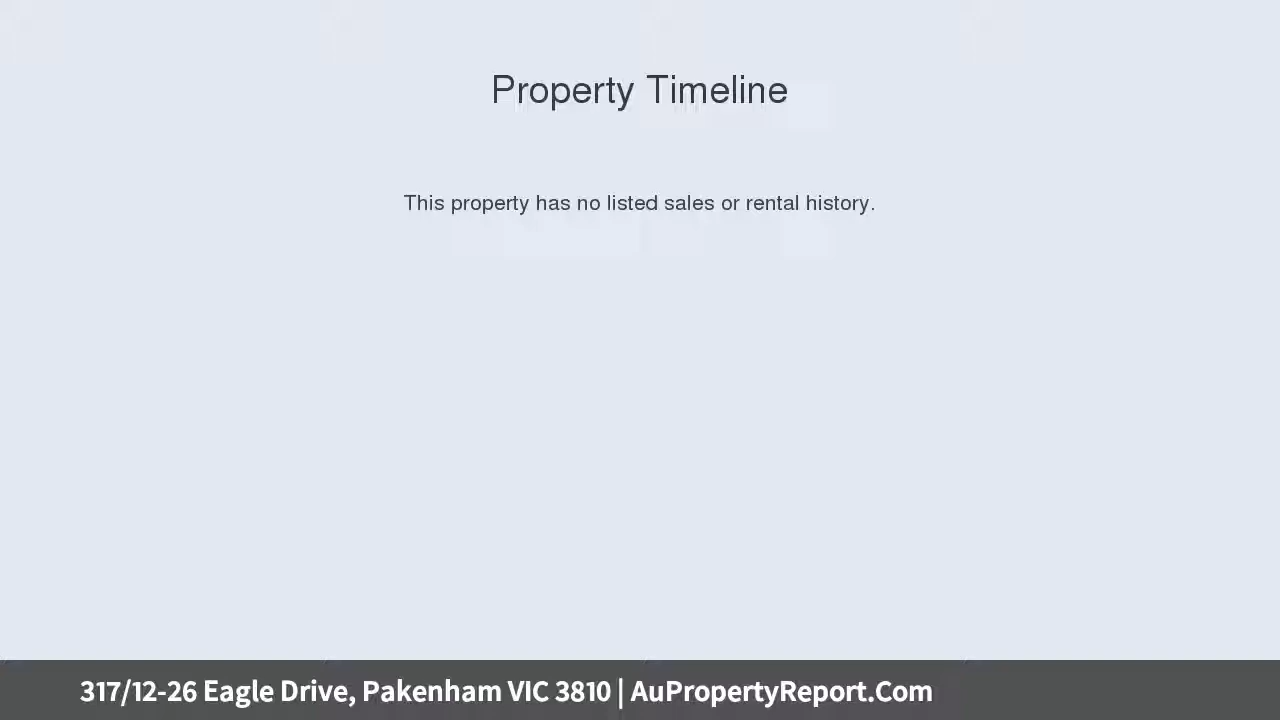 Property Timeline
This property has no listed sales or rental history.
317/12-26 Eagle Drive, Pakenham VIC 3810 | AuPropertyReport.Com